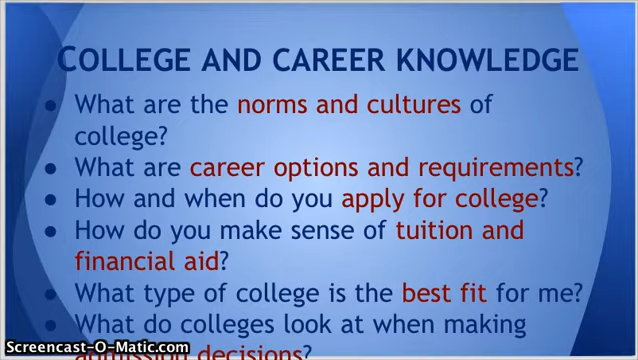 COLLEGE AND CAREER KNOWLEDGE
● What are the norms and cultures of
college?
● What are career options and requirements?
● How and when do you apply for college?
● How do you make sense of tuition and
financial aid?
● What type of college is the best fit for me?
● What do colleges look at when making
admission decisions?
Screencast-O-Matic.com